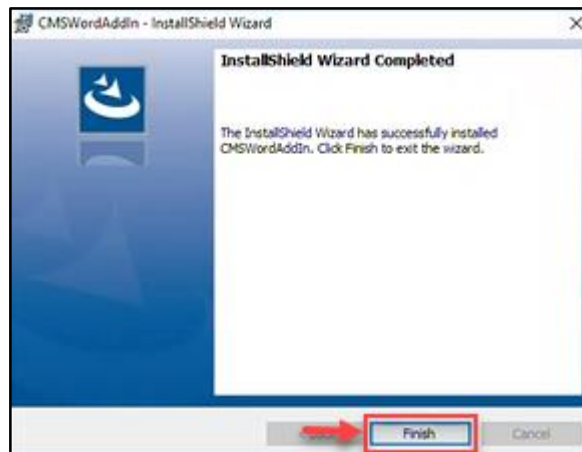 CMSWordAddIn - InstallShield Wizard
InstallShield Wizard Completed
The InstallShield Wizard has successfully installed
CMSWordAddIn. Click Finish to exit the wizard.
Finish
Cancel